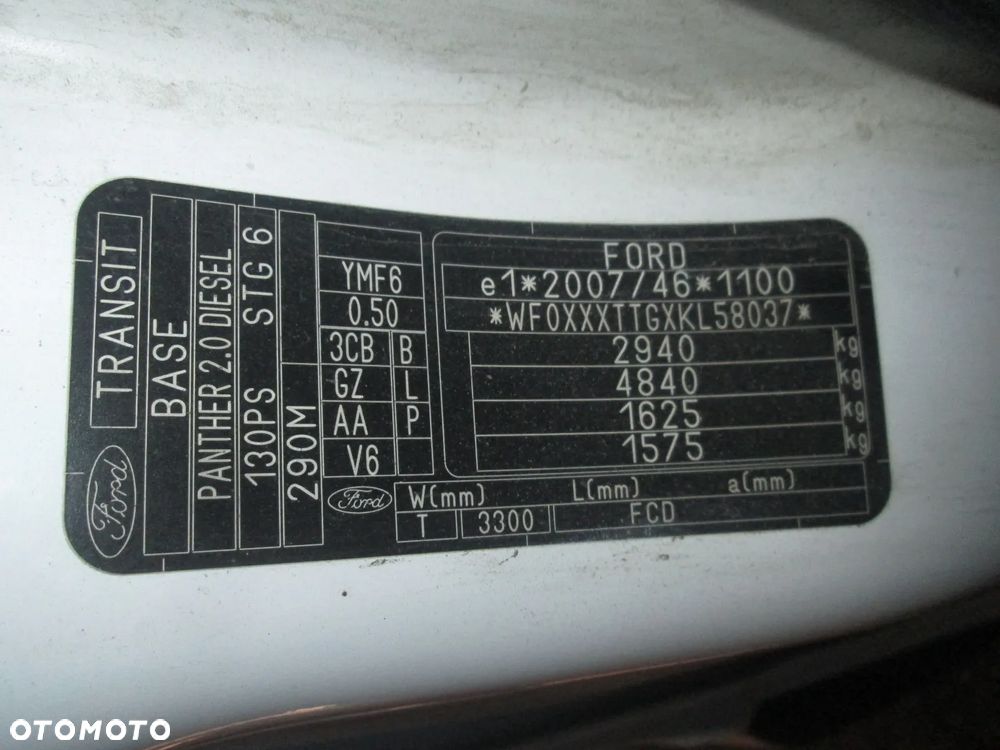 Ford
TRANSIT
BASE
PANTHER 2.0 DIESEL
130PS STG 6
290M
YMF6
0.50
3CB B
GZ L
AA P
V6
Ford
FORD
e1*2007/46*1100
*WF0XXXTTGXKL58037*
2940 kg
4840 kg
1625 kg
1575 kg
W(mm) L(mm) a(mm)
T 3300 FCD
OTOMOTO